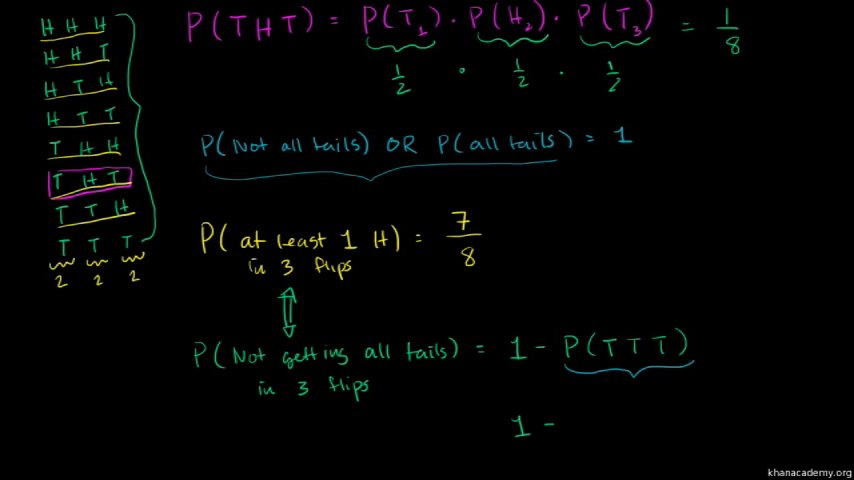 H H H
H H T
H T H
H T T
T H H
T H T
T T H
T T T
2 2 2
P(THT) = P(T₁) · P(H₂) · P(T₃) = 1/8
1/2 · 1/2 · 1/2
P(Not all tails) OR P(all tails) = 1
P(at least 1 H) = 7/8
in 3 flips
P(Not getting all tails) = 1 - P(T T T)
in 3 flips
1 -
khanacademy.org